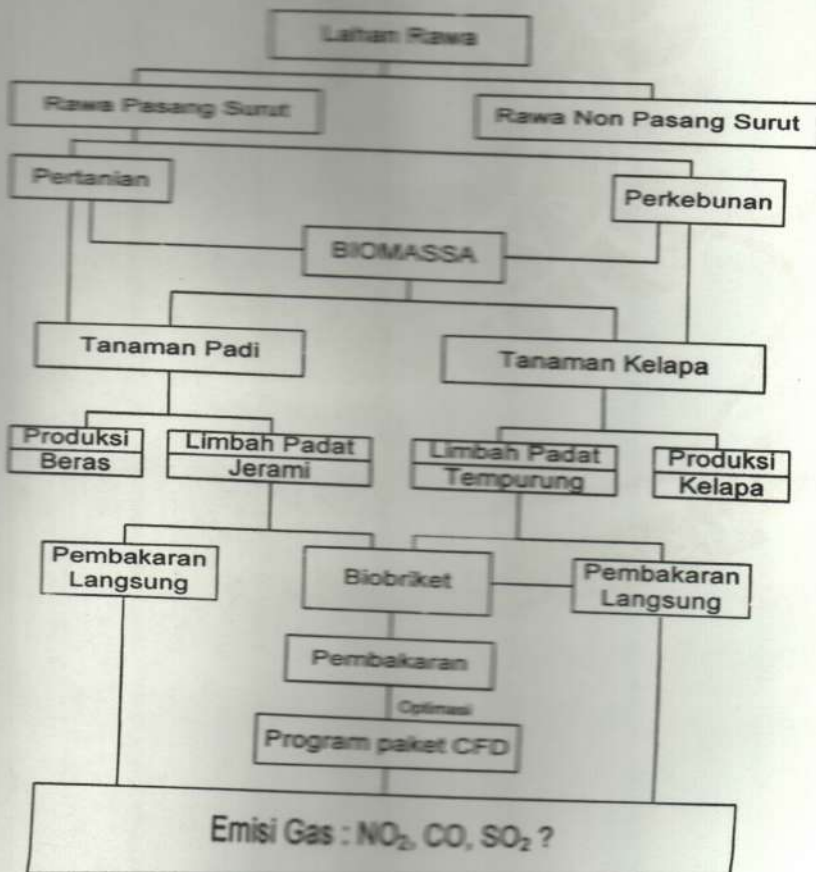 Lahan Rawa
Rawa Pasang Surut
Rawa Non Pasang Surut
Pertanian
Perkebunan
BIOMASSA
Tanaman Padi
Tanaman Kelapa
Produksi
Beras
Limbah Padat
Jerami
Limbah Padat
Tempurung
Produksi
Kelapa
Pembakaran
Langsung
Biobriket
Pembakaran
Langsung
Pembakaran
Optimasi
Program paket CFD
Emisi Gas : NO₂, CO, SO₂ ?